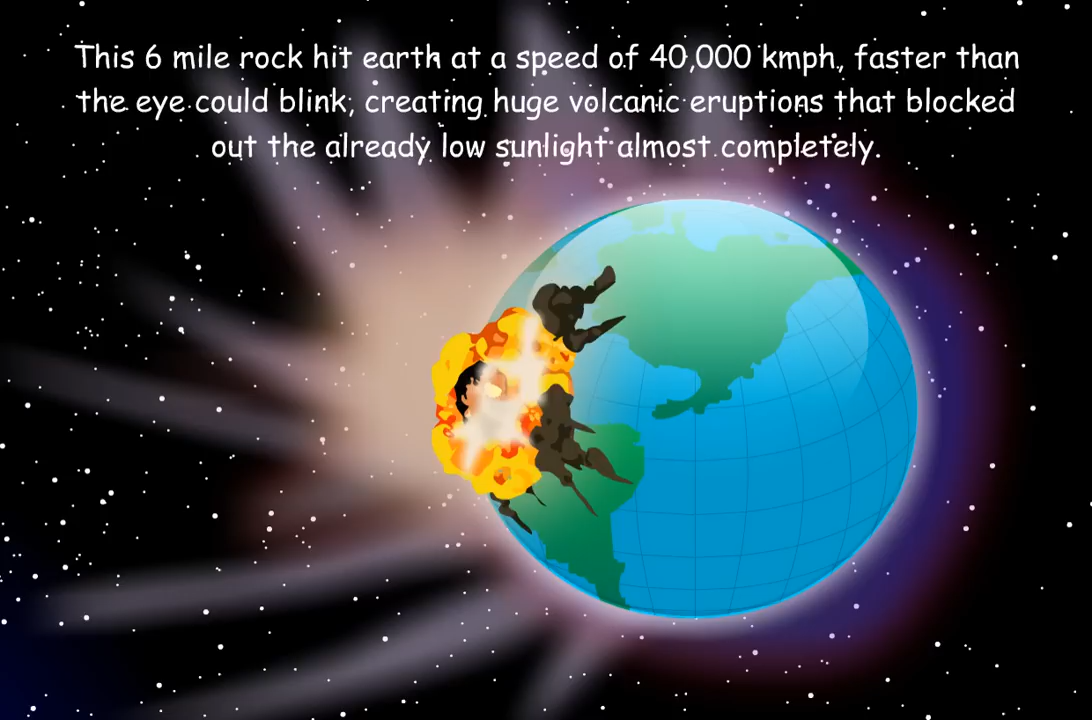 This 6 mile rock hit earth at a speed of 40,000 kmph, faster than
the eye could blink, creating huge volcanic eruptions that blocked
out the already low sunlight almost completely.